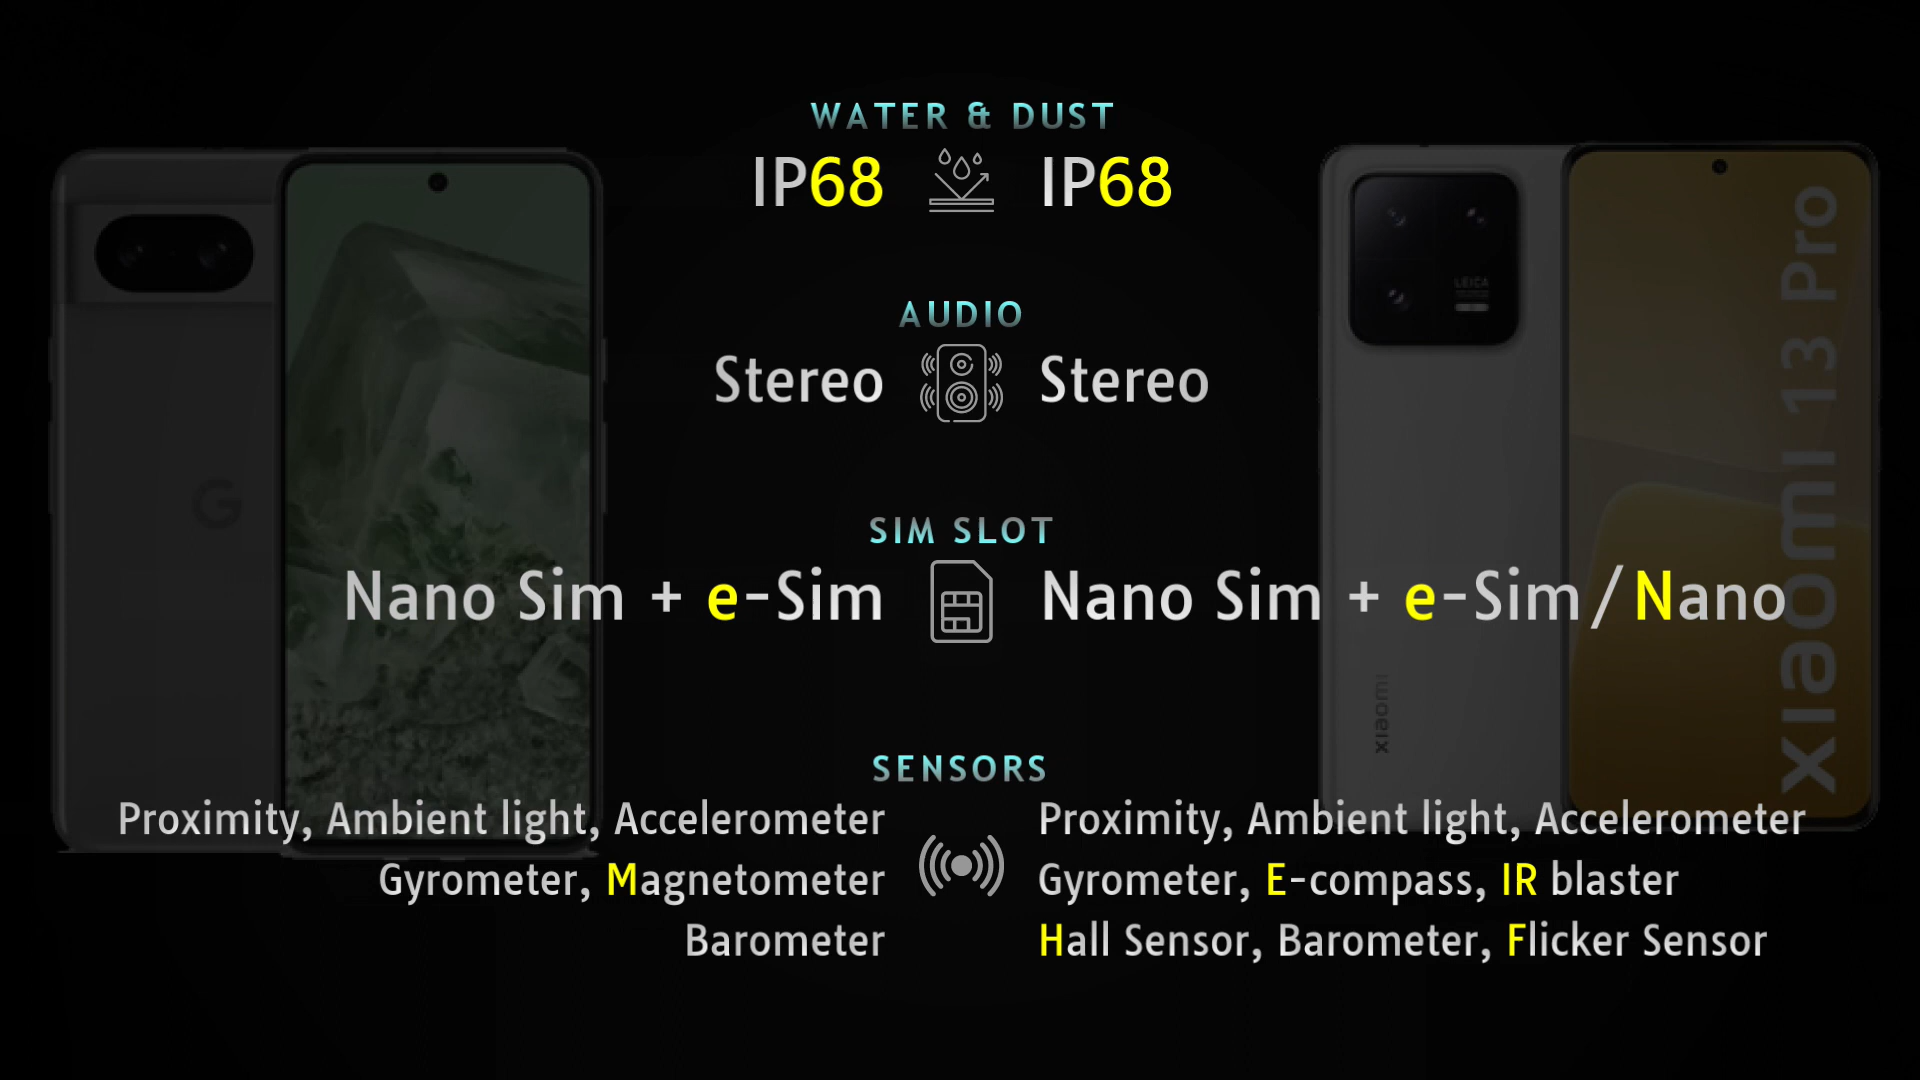 WATER & DUST
IP68 IP68
AUDIO
Stereo Stereo
SIM SLOT
Nano Sim + e-Sim Nano Sim + e-Sim/Nano
SENSORS
Proximity, Ambient light, Accelerometer
Gyrometer, Magnetometer
Barometer
Proximity, Ambient light, Accelerometer
Gyrometer, E-compass, IR blaster
Hall Sensor, Barometer, Flicker Sensor
G
LEICA
xiaomi
xiaomi 13 Pro